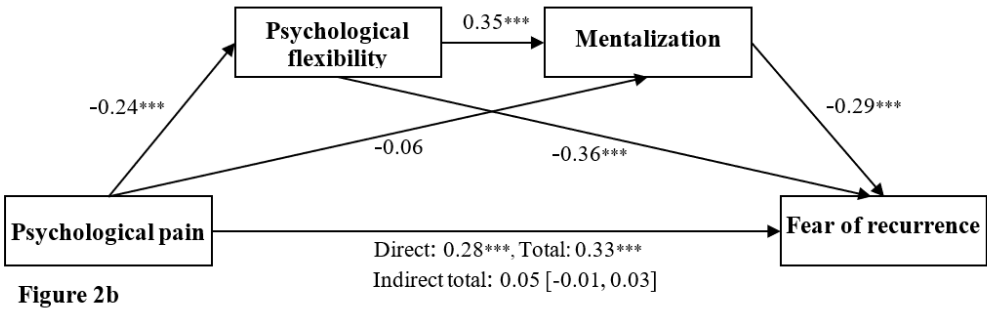 Psychological
flexibility
0.35***
Mentalization
-0.24***
-0.06
-0.36***
-0.29***
Psychological pain
Fear of recurrence
Direct: 0.28***, Total: 0.33***
Indirect total: 0.05 [-0.01, 0.03]
Figure 2b